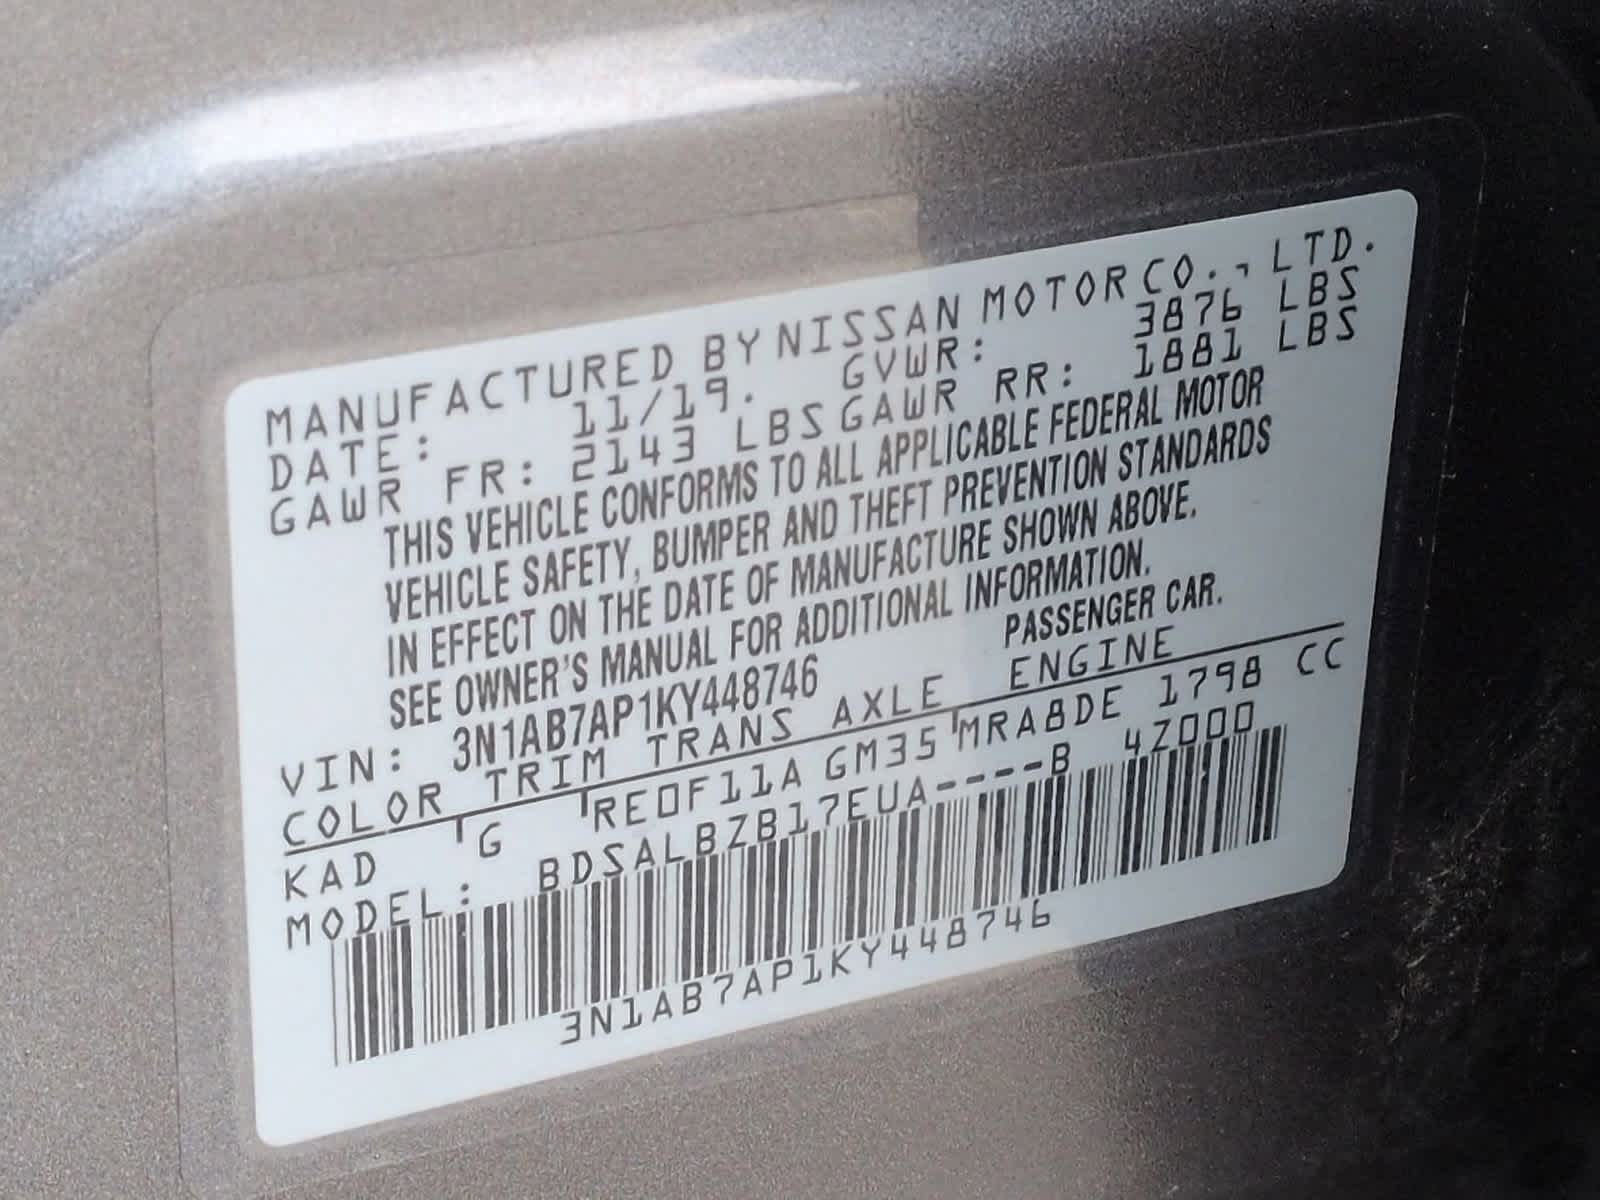 MANUFACTURED BY NISSAN MOTOR CO., LTD.
DATE: 11/19. GVWR: 3876 LBS
GAWR FR: 2143 LBS GAWR RR: 1881 LBS
THIS VEHICLE CONFORMS TO ALL APPLICABLE FEDERAL MOTOR
VEHICLE SAFETY, BUMPER AND THEFT PREVENTION STANDARDS
IN EFFECT ON THE DATE OF MANUFACTURE SHOWN ABOVE.
SEE OWNER'S MANUAL FOR ADDITIONAL INFORMATION.
VIN: 3N1AB7AP1KY448746 PASSENGER CAR.
COLOR TRIM TRANS AXLE ENGINE
KAD G RE0F11A GM35 MRA8DE 1798 CC
MODEL: BDSALBZB17EUA----B 4Z000
3N1AB7AP1KY448746